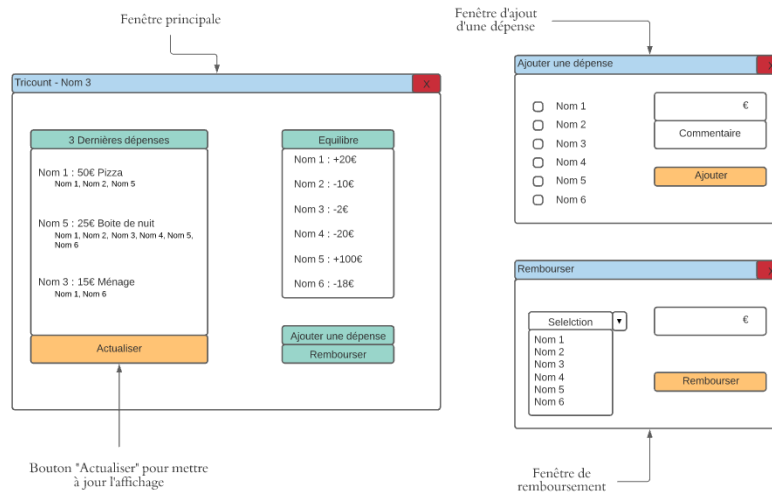 Fenêtre principale
Tricount - Nom 3
X
3 Dernières dépenses
Nom 1 : 50€ Pizza
Nom 1, Nom 2, Nom 5
Nom 5 : 25€ Boite de nuit
Nom 1, Nom 2, Nom 3, Nom 4, Nom 5,
Nom 6
Nom 3 : 15€ Ménage
Nom 1, Nom 6
Actualiser
Equilibre
Nom 1 : +20€
Nom 2 : -10€
Nom 3 : -2€
Nom 4 : -20€
Nom 5 : +100€
Nom 6 : -18€
Ajouter une dépense
Rembourser
Bouton "Actualiser" pour mettre
à jour l'affichage
Fenêtre d'ajout
d'une dépense
Ajouter une dépense
X
Nom 1
Nom 2
Nom 3
Nom 4
Nom 5
Nom 6
€
Commentaire
Ajouter
Rembourser
X
Selelction
Nom 1
Nom 2
Nom 3
Nom 4
Nom 5
Nom 6
€
Rembourser
Fenêtre de
remboursement